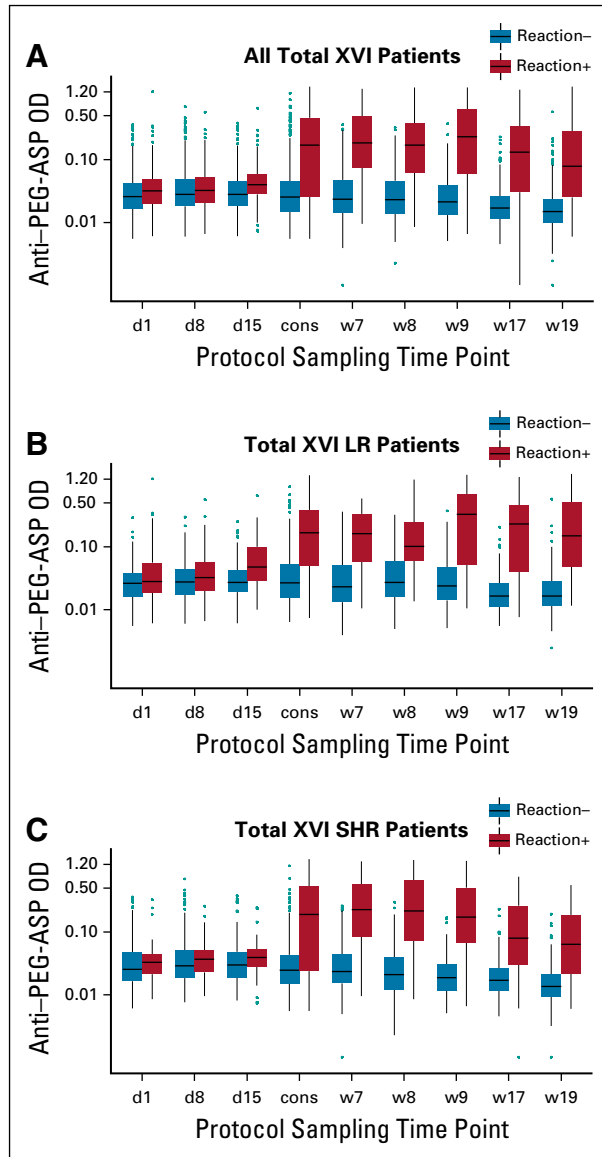 A
All Total XVI Patients
Reaction–
Reaction+
Anti–PEG-ASP OD
1.20
0.50
0.10
0.01
d1 d8 d15 cons w7 w8 w9 w17 w19
Protocol Sampling Time Point
B
Total XVI LR Patients
Reaction–
Reaction+
Anti–PEG-ASP OD
1.20
0.50
0.10
0.01
d1 d8 d15 cons w7 w8 w9 w17 w19
Protocol Sampling Time Point
C
Total XVI SHR Patients
Reaction–
Reaction+
Anti–PEG-ASP OD
1.20
0.50
0.10
0.01
d1 d8 d15 cons w7 w8 w9 w17 w19
Protocol Sampling Time Point